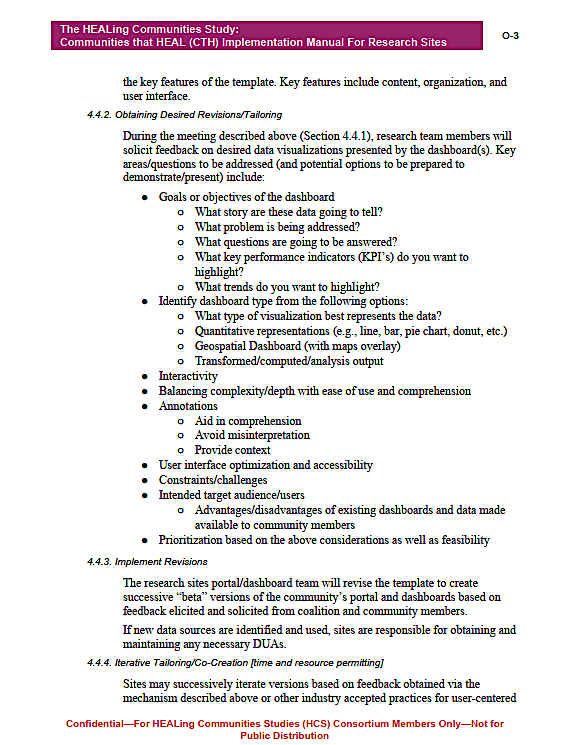 The HEALing Communities Study:
Communities that HEAL (CTH) Implementation Manual For Research Sites
O-3
the key features of the template. Key features include content, organization, and
user interface.
4.4.2. Obtaining Desired Revisions/Tailoring
During the meeting described above (Section 4.4.1), research team members will
solicit feedback on desired data visualizations presented by the dashboard(s). Key
areas/questions to be addressed (and potential options to be prepared to
demonstrate/present) include:
● Goals or objectives of the dashboard
o What story are these data going to tell?
o What problem is being addressed?
o What questions are going to be answered?
o What key performance indicators (KPI's) do you want to
highlight?
o What trends do you want to highlight?
● Identify dashboard type from the following options:
o What type of visualization best represents the data?
o Quantitative representations (e.g., line, bar, pie chart, donut, etc.)
o Geospatial Dashboard (with maps overlay)
o Transformed/computed/analysis output
● Interactivity
● Balancing complexity/depth with ease of use and comprehension
● Annotations
o Aid in comprehension
o Avoid misinterpretation
o Provide context
● User interface optimization and accessibility
● Constraints/challenges
● Intended target audience/users
o Advantages/disadvantages of existing dashboards and data made
available to community members
● Prioritization based on the above considerations as well as feasibility
4.4.3. Implement Revisions
The research sites portal/dashboard team will revise the template to create
successive “beta” versions of the community's portal and dashboards based on
feedback elicited and solicited from coalition and community members.
If new data sources are identified and used, sites are responsible for obtaining and
maintaining any necessary DUAs.
4.4.4. Iterative Tailoring/Co-Creation [time and resource permitting]
Sites may successively iterate versions based on feedback obtained via the
mechanism described above or other industry accepted practices for user-centered
Confidential—For HEALing Communities Studies (HCS) Consortium Members Only—Not for
Public Distribution